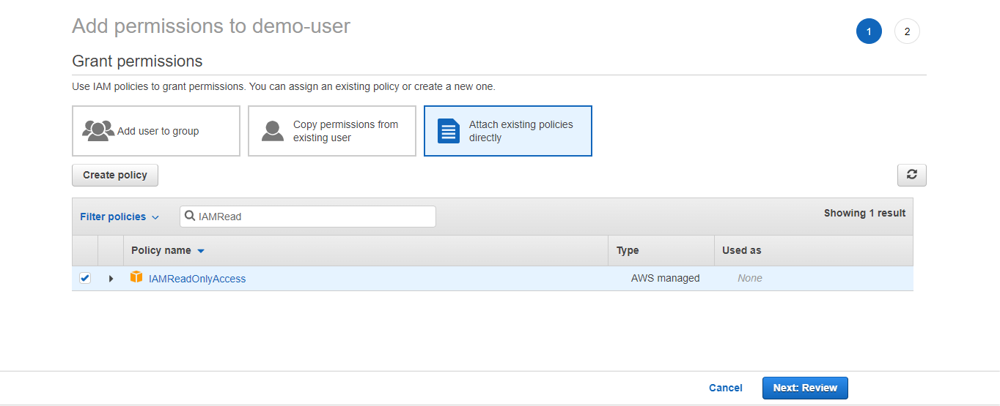 Add permissions to demo-user
1
2
Grant permissions
Use IAM policies to grant permissions. You can assign an existing policy or create a new one.
Add user to group
Copy permissions from
existing user
Attach existing policies
directly
Create policy
Filter policies
IAMRead
Showing 1 result
Policy name
Type
Used as
IAMReadOnlyAccess
AWS managed
None
Cancel
Next: Review